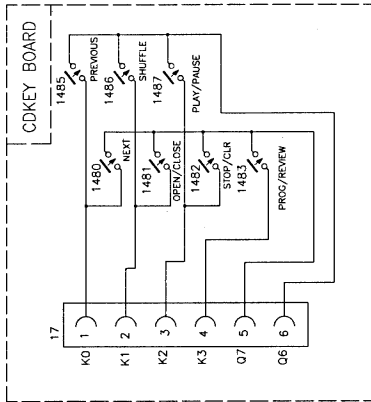 CDKEY BOARD
1485
PREVIOUS
1486
SHUFFLE
1487
PLAY/PAUSE
1480
NEXT
1481
OPEN/CLOSE
1482
STOP/CLR
1483
PROG/REVIEW
17
K0 1
K1 2
K2 3
K3 4
Q7 5
Q6 6